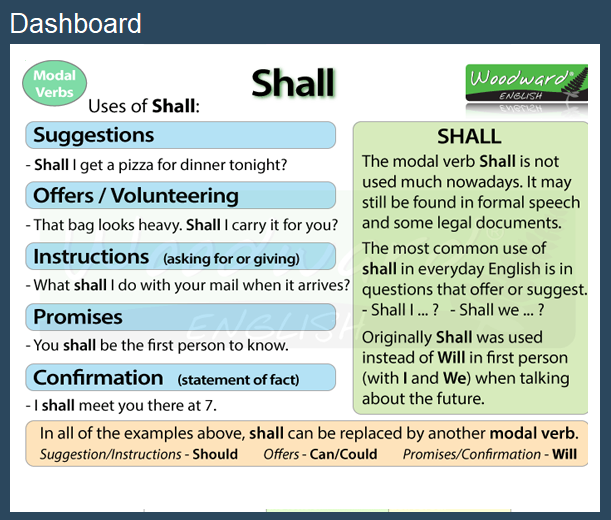 Dashboard
Modal
Verbs
Shall
Woodward®
ENGLISH
Uses of Shall:
Suggestions
- Shall I get a pizza for dinner tonight?
Offers / Volunteering
- That bag looks heavy. Shall I carry it for you?
Instructions (asking for or giving)
- What shall I do with your mail when it arrives?
Promises
- You shall be the first person to know.
Confirmation (statement of fact)
- I shall meet you there at 7.
SHALL
The modal verb Shall is not
used much nowadays. It may
still be found in formal speech
and some legal documents.
The most common use of
shall in everyday English is in
questions that offer or suggest.
- Shall I ... ? - Shall we ... ?
Originally Shall was used
instead of Will in first person
(with I and We) when talking
about the future.
In all of the examples above, shall can be replaced by another modal verb.
Suggestion/Instructions - Should Offers - Can/Could Promises/Confirmation - Will